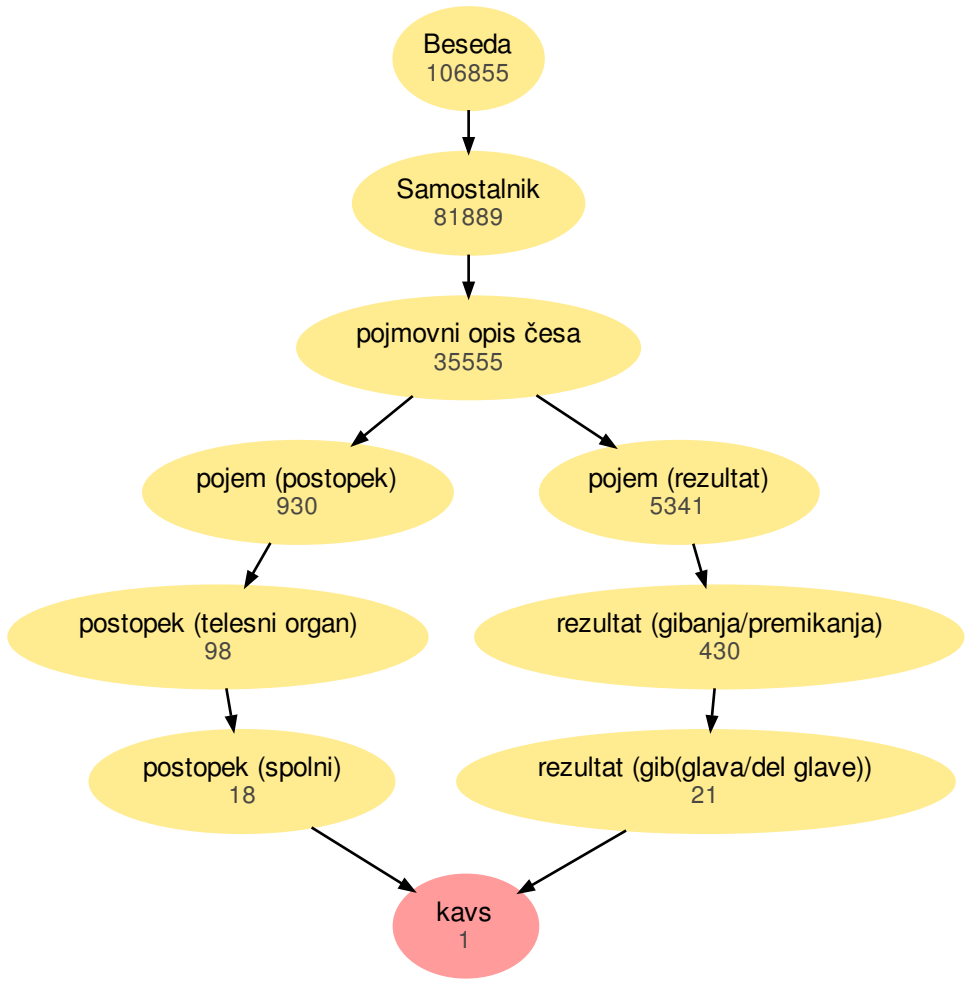 Beseda
106855
Samostalnik
81889
pojmovni opis česa
35555
pojem (postopek)
930
pojem (rezultat)
5341
postopek (telesni organ)
98
rezultat (gibanja/premikanja)
430
postopek (spolni)
18
rezultat (gib(glava/del glave))
21
kavs
1